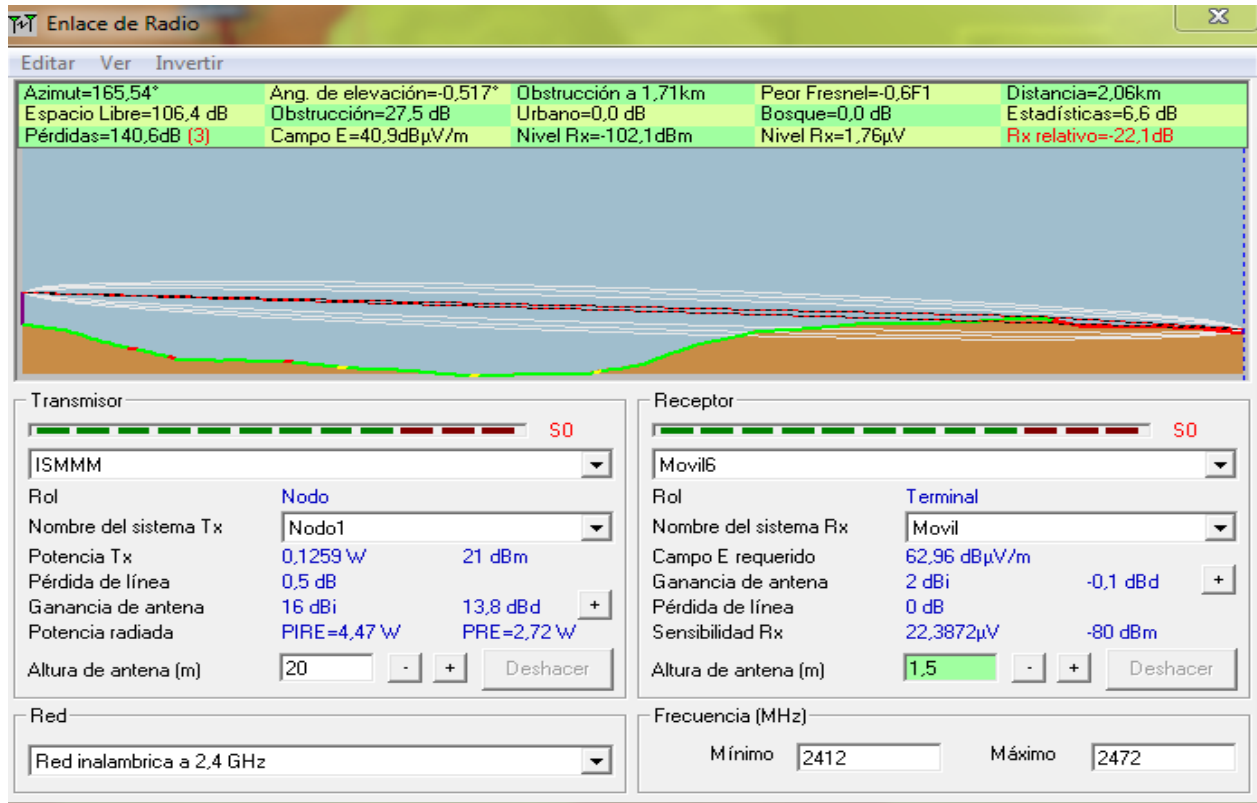 Enlace de Radio
Editar Ver Invertir
Azimut=165,54° Ang. de elevación=-0,517° Obstrucción a 1,71km Peor Fresnel=-0,6F1 Distancia=2,06km
Espacio Libre=106,4 dB Obstrucción=27,5 dB Urbano=0,0 dB Bosque=0,0 dB Estadísticas=6,6 dB
Pérdidas=140,6dB (3) Campo E=40,9dBµV/m Nivel Rx=-102,1dBm Nivel Rx=1,76µV Rx relativo=-22,1dB
Transmisor
S0
ISMMM
Rol Nodo
Nombre del sistema Tx Nodo1
Potencia Tx 0,1259 W 21 dBm
Pérdida de línea 0,5 dB
Ganancia de antena 16 dBi 13,8 dBd +
Potencia radiada PIRE=4,47 W PRE=2,72 W
Altura de antena (m) 20 - + Deshacer
Receptor
S0
Movil6
Rol Terminal
Nombre del sistema Rx Movil
Campo E requerido 62,96 dBµV/m
Ganancia de antena 2 dBi -0,1 dBd +
Pérdida de línea 0 dB
Sensibilidad Rx 22,3872µV -80 dBm
Altura de antena (m) 1,5 - + Deshacer
Red
Red inalambrica a 2,4 GHz
Frecuencia (MHz)
Mínimo 2412 Máximo 2472